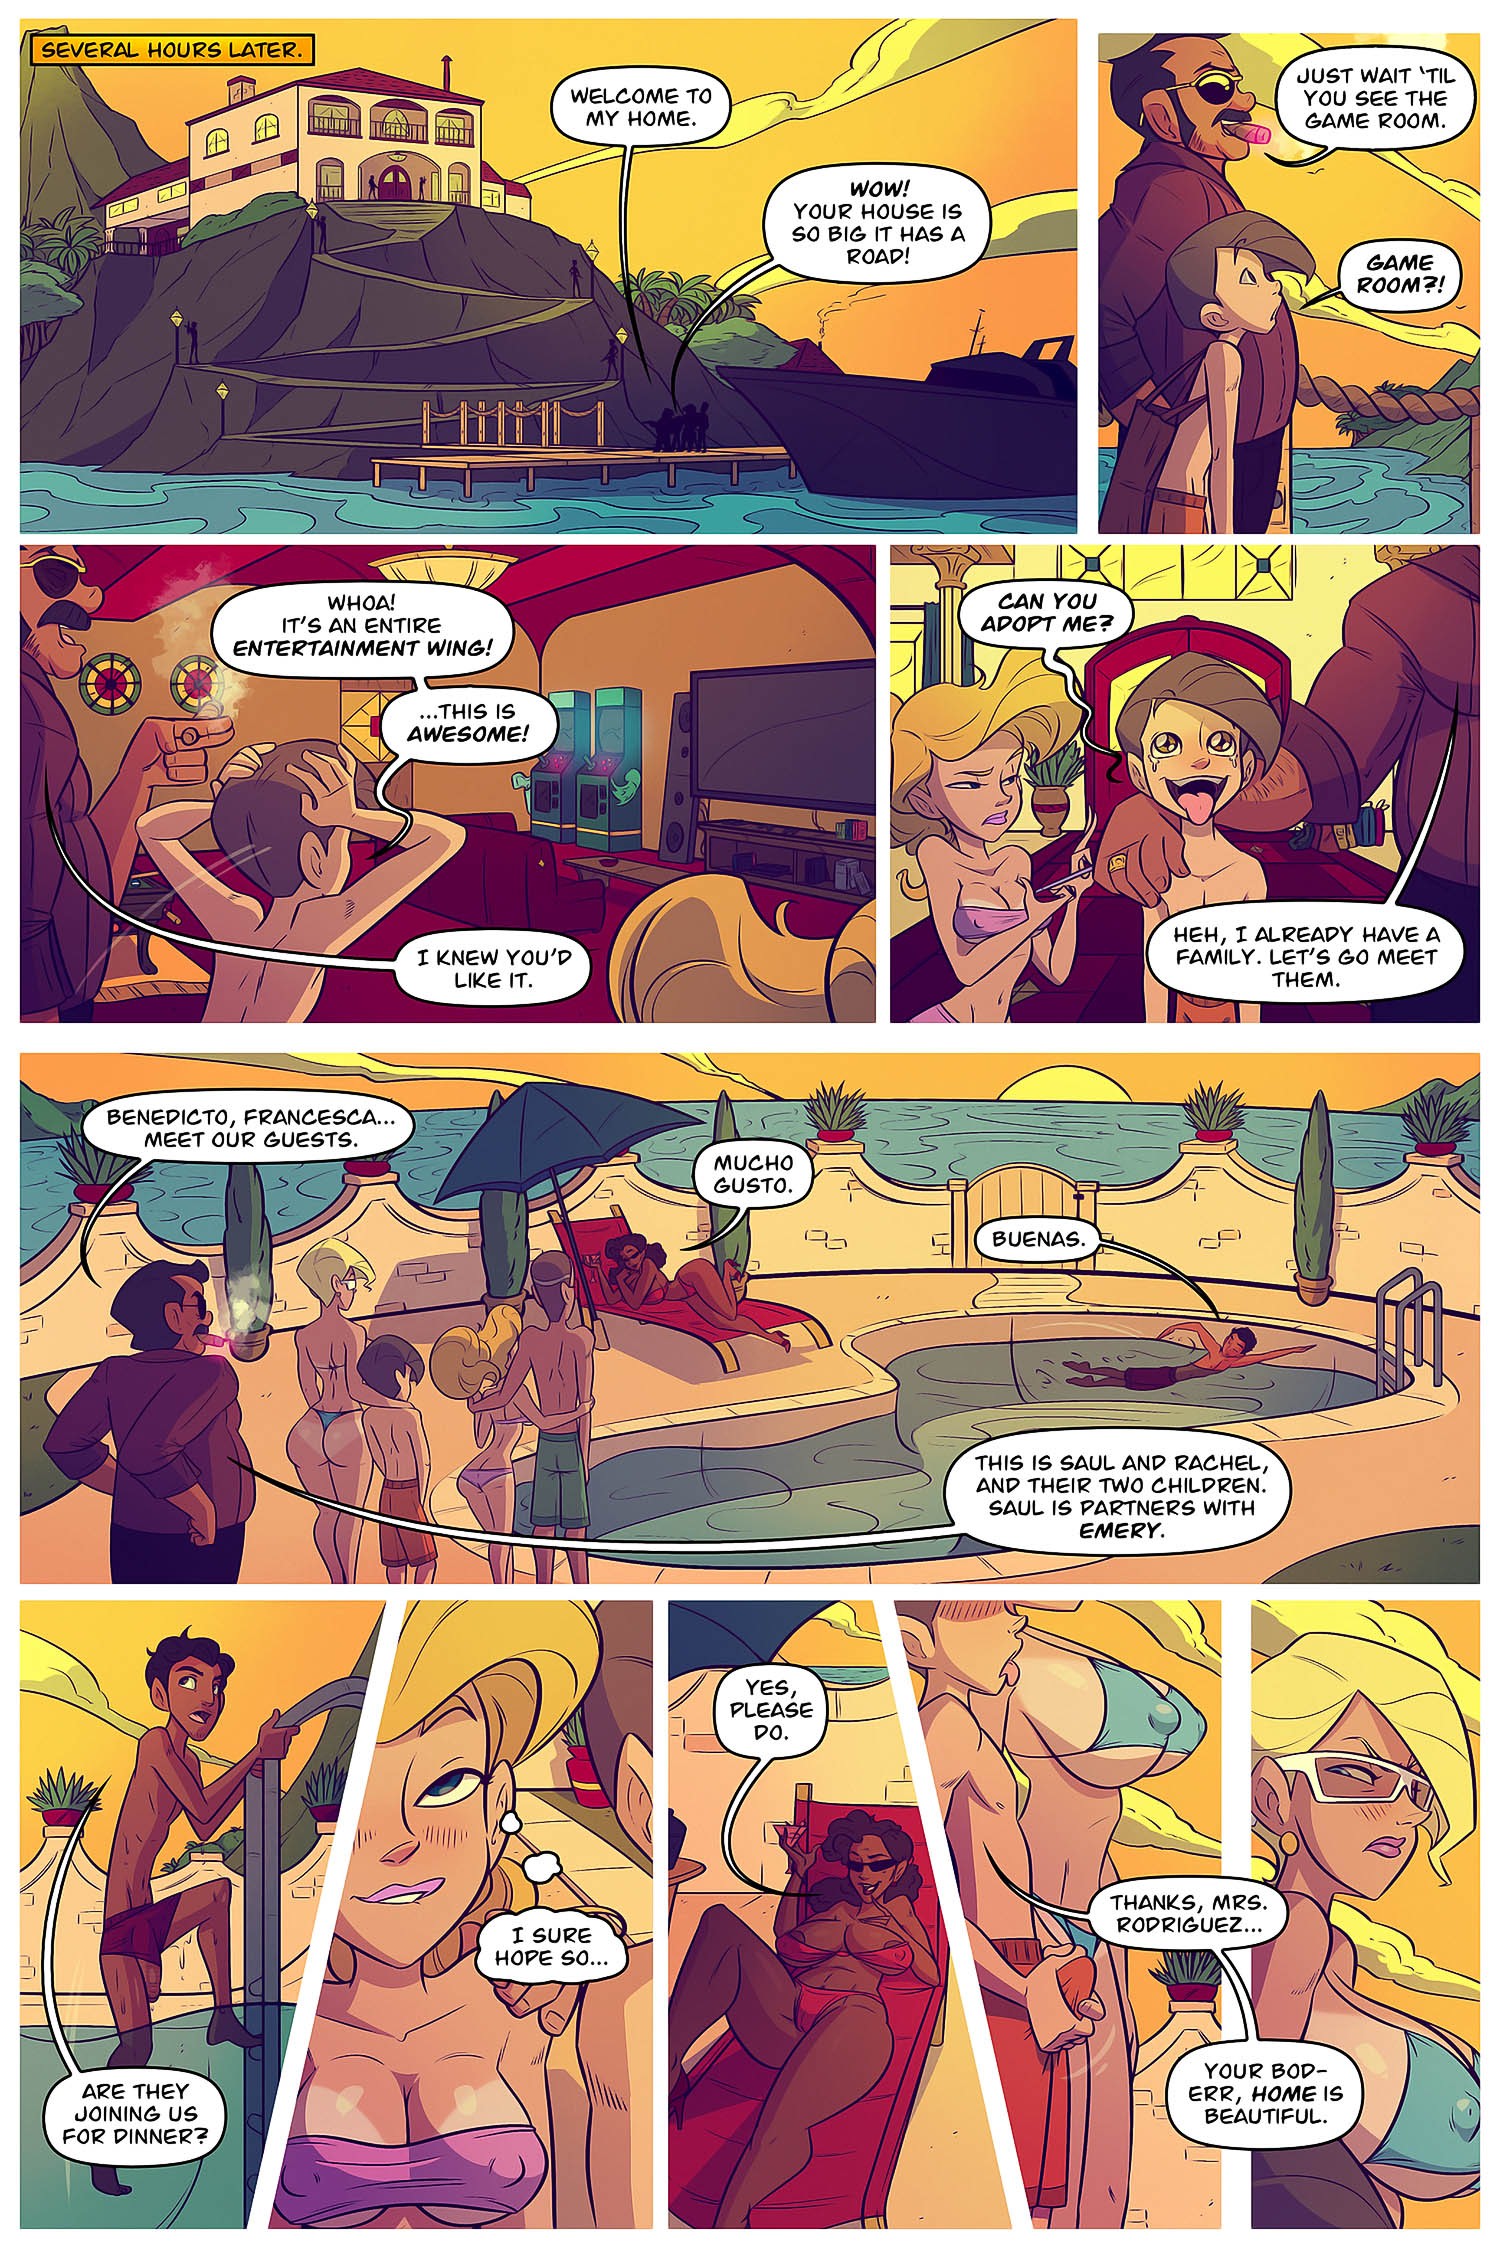 SEVERAL HOURS LATER.
WELCOME TO
MY HOME.
WOW!
YOUR HOUSE IS
SO BIG IT HAS A
ROAD!
JUST WAIT ‘TIL
YOU SEE THE
GAME ROOM.
GAME
ROOM?!
WHOA!
IT'S AN ENTIRE
ENTERTAINMENT WING!
...THIS IS
AWESOME!
I KNEW YOU'D
LIKE IT.
CAN YOU
ADOPT ME?
HEH, I ALREADY HAVE A
FAMILY. LET'S GO MEET
THEM.
BENEDICTO, FRANCESCA...
MEET OUR GUESTS.
MUCHO
GUSTO.
BUENAS.
THIS IS SAUL AND RACHEL,
AND THEIR TWO CHILDREN.
SAUL IS PARTNERS WITH
EMERY.
ARE THEY
JOINING US
FOR DINNER?
I SURE
HOPE SO...
YES,
PLEASE
DO.
THANKS, MRS.
RODRIGUEZ...
YOUR BOD-
ERR, HOME IS
BEAUTIFUL.